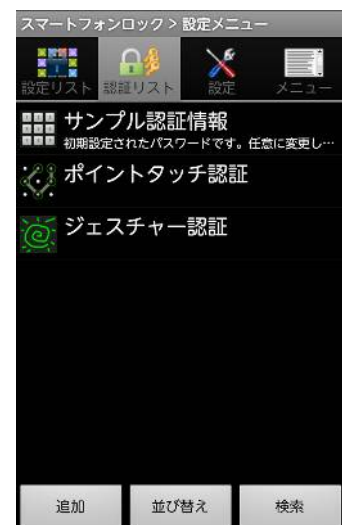 スマートフォンロック > 設定メニュー
設定リスト 認証リスト 設定 メニュー
サンプル認証情報
初期設定されたパスワードです。任意に変更し…
ポイントタッチ認証
ジェスチャー認証
追加 並び替え 検索